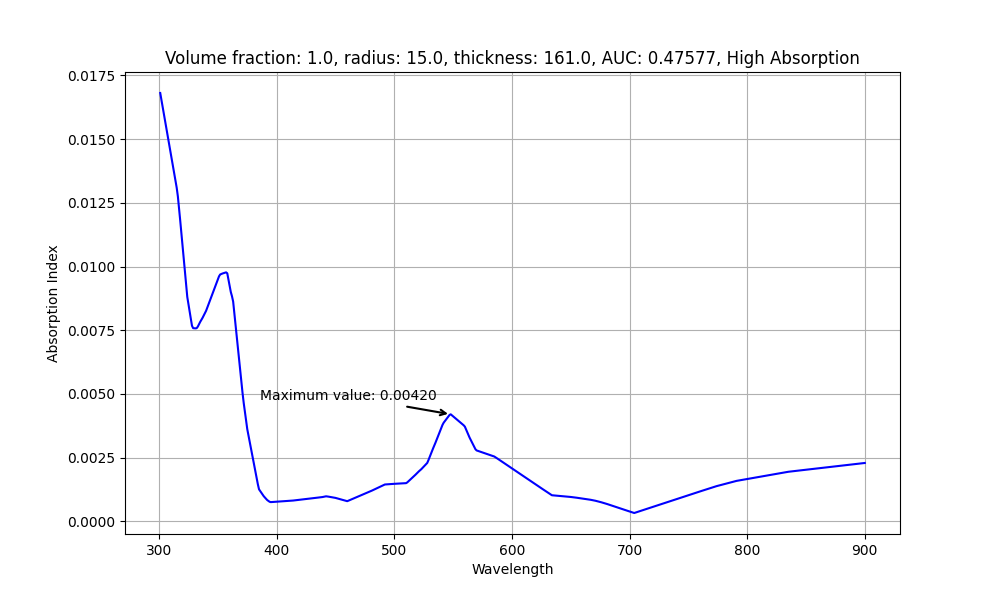 Volume fraction: 1.0, radius: 15.0, thickness: 161.0, AUC: 0.47577, High Absorption
0.0175
0.0150
0.0125
0.0100
0.0075
0.0050
0.0025
0.0000
Absorption Index
Maximum value: 0.00420
300 400 500 600 700 800 900
Wavelength